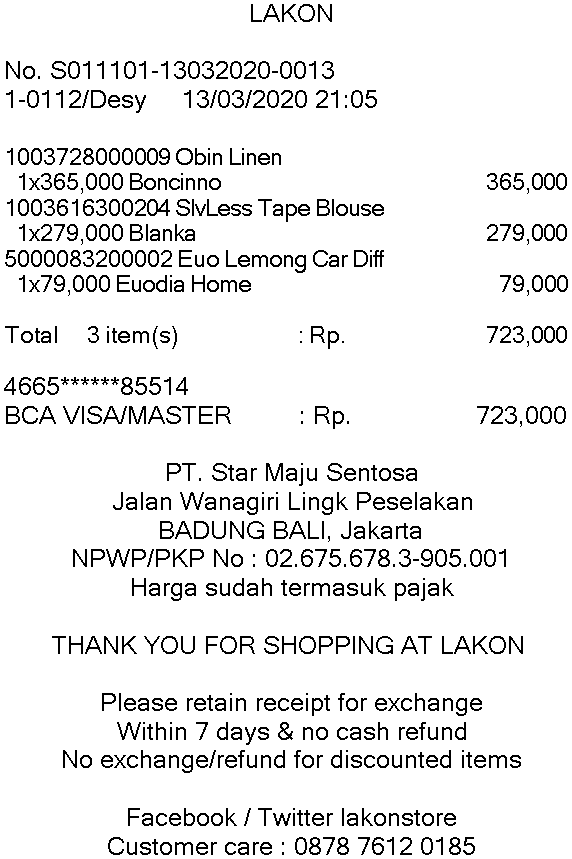 LAKON
No. S011101-13032020-0013
1-0112/Desy 13/03/2020 21:05
1003728000009 Obin Linen
1x365,000 Boncinno 365,000
1003616300204 SlvLess Tape Blouse
1x279,000 Blanka 279,000
5000083200002 Euo Lemong Car Diff
1x79,000 Euodia Home 79,000
Total 3 item(s) : Rp. 723,000
4665******85514
BCA VISA/MASTER : Rp. 723,000
PT. Star Maju Sentosa
Jalan Wanagiri Lingk Peselakan
BADUNG BALI, Jakarta
NPWP/PKP No : 02.675.678.3-905.001
Harga sudah termasuk pajak
THANK YOU FOR SHOPPING AT LAKON
Please retain receipt for exchange
Within 7 days & no cash refund
No exchange/refund for discounted items
Facebook / Twitter lakonstore
Customer care : 0878 7612 0185